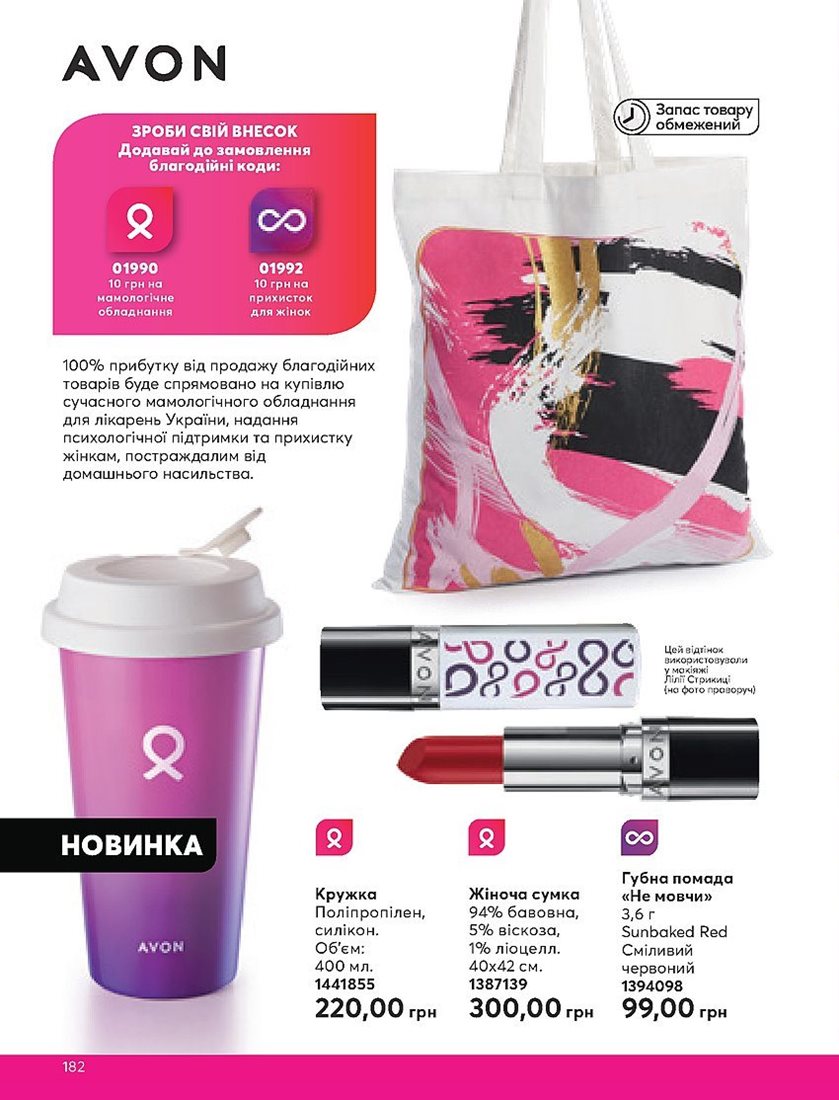 AVON
ЗРОБИ СВІЙ ВНЕСОК
Додавай до замовлення
благодійні коди:
01990
10 грн на
мамологічне
обладнання
01992
10 грн на
прихисток
для жінок
Запас товару
обмежений
100% прибутку від продажу благодійних
товарів буде спрямовано на купівлю
сучасного мамологічного обладнання
для лікарень України, надання
психологічної підтримки та прихистку
жінкам, постраждалим від
домашнього насильства.
AVON
Цей відтінок
використовували
у макіяжі
Лілії Стрикиці
(на фото праворуч)
AVON
НОВИНКА
AVON
Кружка
Поліпропілен,
силікон.
Об'єм:
400 мл.
1441855
220,00 грн
Жіноча сумка
94% бавовна,
5% віскоза,
1% ліоцелл.
40х42 см.
1387139
300,00 грн
Губна помада
«Не мовчи»
3,6 г
Sunbaked Red
Сміливий
червоний
1394098
99,00 грн
182